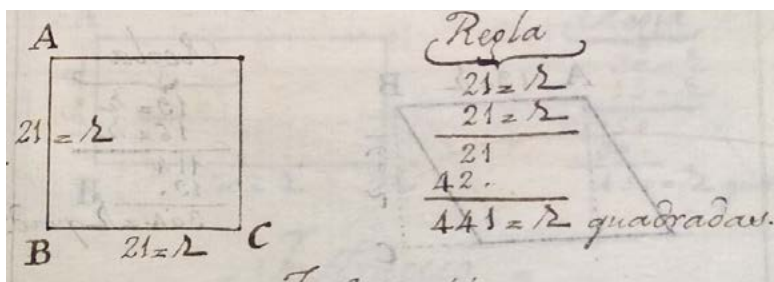 A
21 = R
B
21 = R
C
Regla
21 = R
21 = R
21
42.
441 = R quadradas.